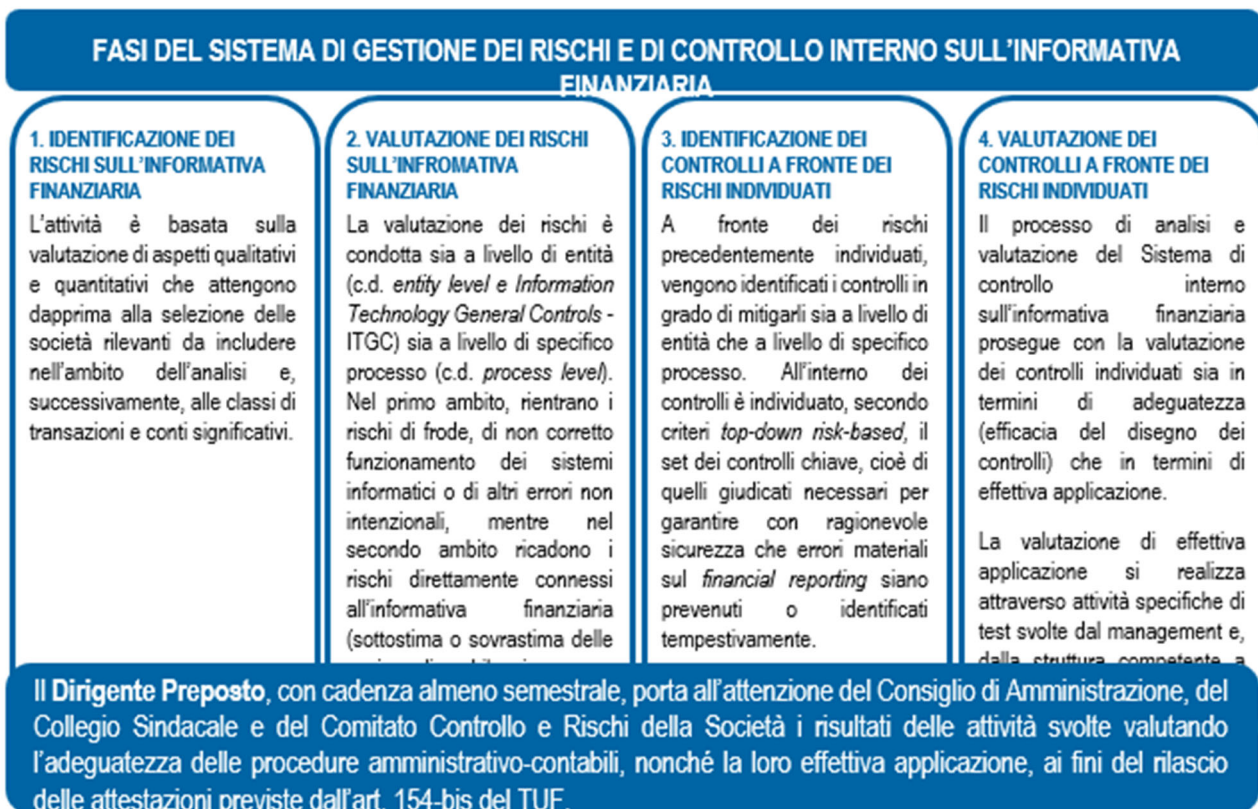 FASI DEL SISTEMA DI GESTIONE DEI RISCHI E DI CONTROLLO INTERNO SULL'INFORMATIVA
FINANZIARIA
1. IDENTIFICAZIONE DEI
RISCHI SULL'INFORMATIVA
FINANZIARIA
L'attività è basata sulla
valutazione di aspetti qualitativi
e quantitativi che attengono
dapprima alla selezione delle
società rilevanti da includere
nell'ambito dell'analisi e,
successivamente, alle classi di
transazioni e conti significativi.
2. VALUTAZIONE DEI RISCHI
SULL'INFROMATIVA
FINANZIARIA
La valutazione dei rischi è
condotta sia a livello di entità
(c.d. entity level e Information
Technology General Controls -
ITGC) sia a livello di specifico
processo (c.d. process level).
Nel primo ambito, rientrano i
rischi di frode, di non corretto
funzionamento dei sistemi
informatici o di altri errori non
intenzionali, mentre nel
secondo ambito ricadono i
rischi direttamente connessi
all'informativa finanziaria
(sottostima o sovrastima delle
3. IDENTIFICAZIONE DEI
CONTROLLI A FRONTE DEI
RISCHI INDIVIDUATI
A fronte dei rischi
precedentemente individuati,
vengono identificati i controlli in
grado di mitigarli sia a livello di
entità che a livello di specifico
processo. All'interno dei
controlli è individuato, secondo
criteri top-down risk-based, il
set dei controlli chiave, cioè di
quelli giudicati necessari per
garantire con ragionevole
sicurezza che errori materiali
sul financial reporting siano
prevenuti o identificati
tempestivamente.
4. VALUTAZIONE DEI
CONTROLLI A FRONTE DEI
RISCHI INDIVIDUATI
Il processo di analisi e
valutazione del Sistema di
controllo interno
sull'informativa finanziaria
prosegue con la valutazione
dei controlli individuati sia in
termini di adeguatezza
(efficacia del disegno dei
controlli) che in termini di
effettiva applicazione.
La valutazione di effettiva
applicazione si realizza
attraverso attività specifiche di
test svolte dal management e,
dalla struttura competente a
Il Dirigente Preposto, con cadenza almeno semestrale, porta all'attenzione del Consiglio di Amministrazione, del
Collegio Sindacale e del Comitato Controllo e Rischi della Società i risultati delle attività svolte valutando
l'adeguatezza delle procedure amministrativo-contabili, nonché la loro effettiva applicazione, ai fini del rilascio
delle attestazioni previste dall'art. 154-bis del TUF.